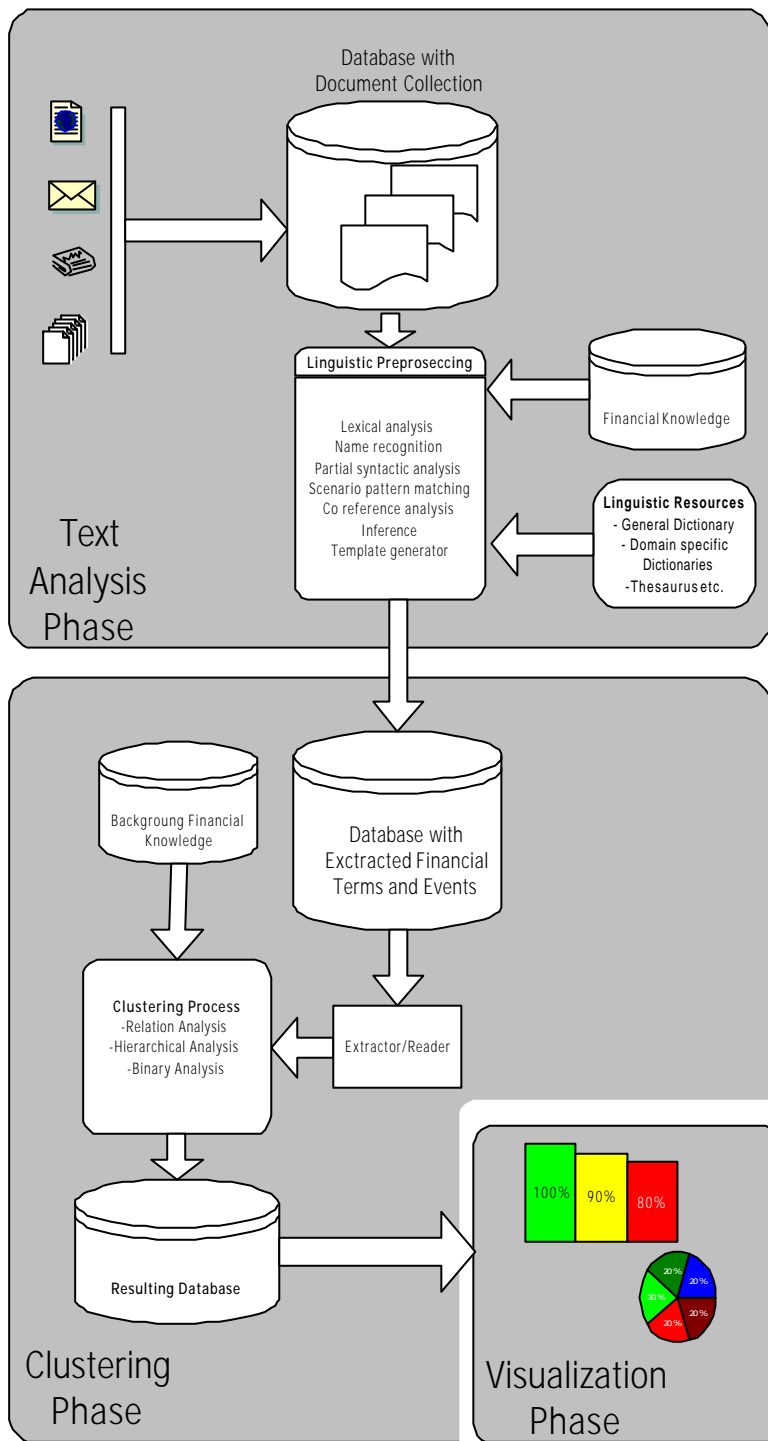 Database with
Document Collection
Linguistic Preproseccing
Lexical analysis
Name recognition
Partial syntactic analysis
Scenario pattern matching
Co reference analysis
Inference
Template generator
Financial Knowledge
Linguistic Resources
- General Dictionary
- Domain specific
Dictionaries
-Thesaurus etc.
Text
Analysis
Phase
Backgroung Financial
Knowledge
Database with
Exctracted Financial
Terms and Events
Clustering Process
-Relation Analysis
-Hierarchical Analysis
-Binary Analysis
Extractor/Reader
Resulting Database
Clustering
Phase
100%
90%
80%
20%
20%
20%
20%
20%
Visualization
Phase